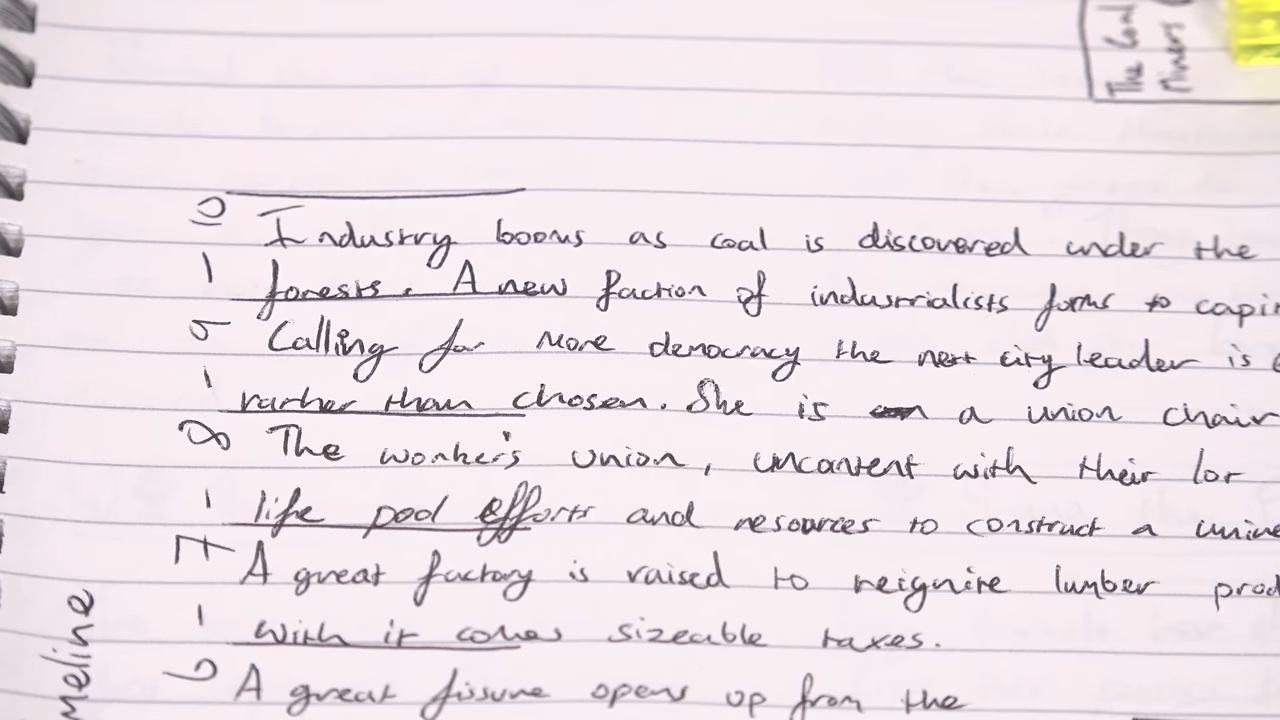 The Coal
Miners
Industry booms as coal is discovered under the
forests. A new faction of industrialists forms to
Calling for more democracy the next city leader is
rather than chosen. She is a union chair
The worker's union, uncontent with their lot
life pool efforts and resources to construct a
A great factory is raised to reignite lumber
with it comes sizeable taxes.
A great fissure opens up from the
meline